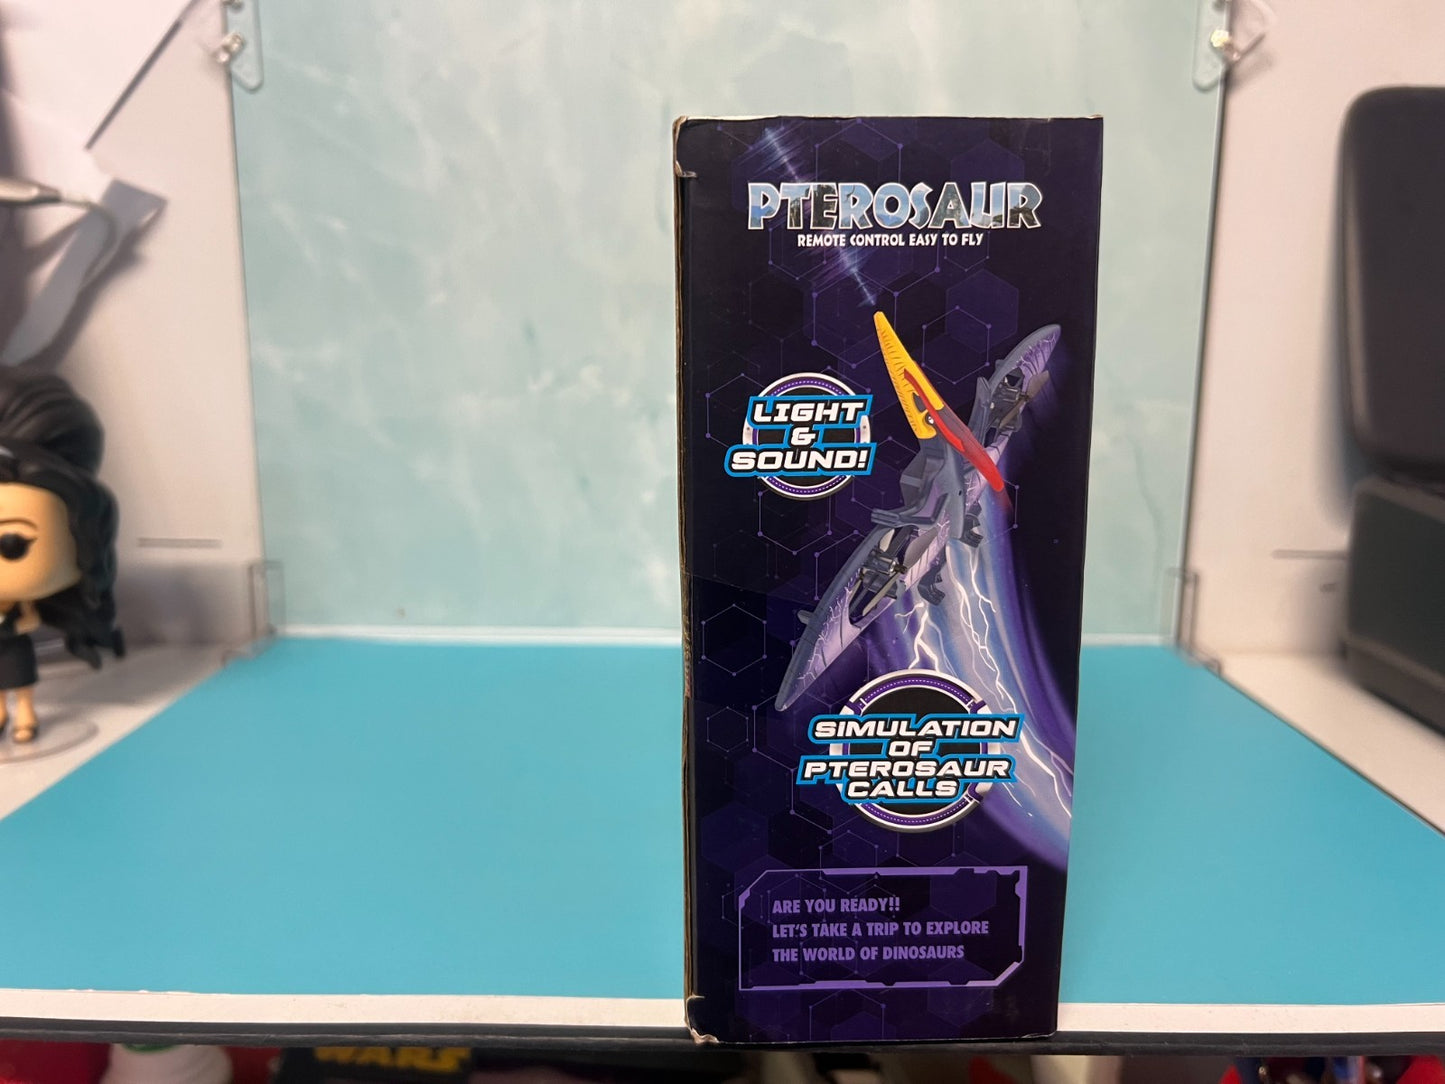 PTEROSAUR
REMOTE CONTROL EASY TO FLY
LIGHT
&
SOUND!
SIMULATION
OF
PTEROSAUR
CALLS
ARE YOU READY!!
LET'S TAKE A TRIP TO EXPLORE
THE WORLD OF DINOSAURS
WARS